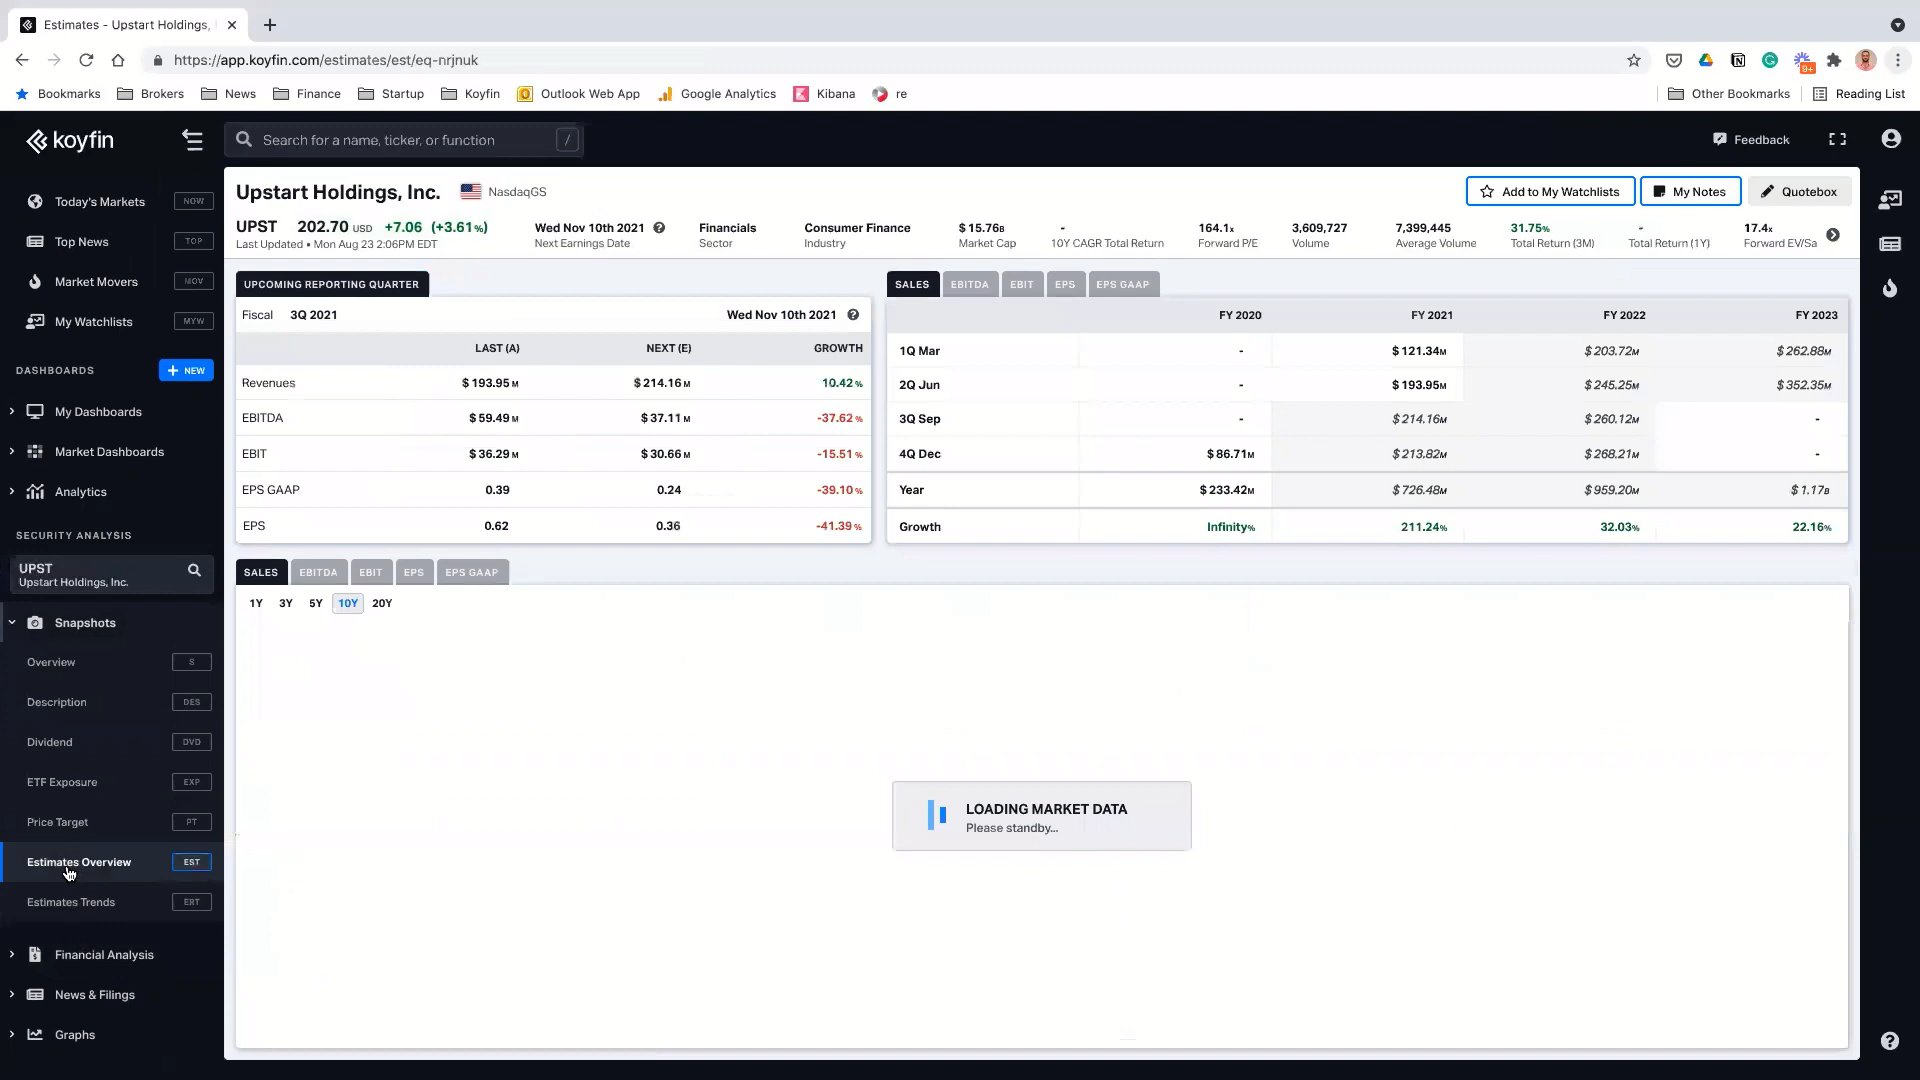 Estimates - Upstart Holdings,
https://app.koyfin.com/estimates/est/eq-nrjnuk
9+
Bookmarks Brokers News Finance Startup Koyfin Outlook Web App Google Analytics Kibana re Other Bookmarks Reading List
koyfin
Search for a name, ticker, or function /
Feedback
Today's Markets NOW
Top News TOP
Market Movers MOV
My Watchlists MYW
DASHBOARDS + NEW
My Dashboards
Market Dashboards
Analytics
SECURITY ANALYSIS
UPST
Upstart Holdings, Inc.
Snapshots
Overview S
Description DES
Dividend DVD
ETF Exposure EXP
Price Target PT
Estimates Overview EST
Estimates Trends ERT
Financial Analysis
News & Filings
Graphs
Upstart Holdings, Inc. NasdaqGS
Add to My Watchlists My Notes Quotebox
UPST 202.70 USD +7.06 (+3.61%)
Last Updated • Mon Aug 23 2:06PM EDT
Wed Nov 10th 2021 ?
Next Earnings Date
Financials
Sector
Consumer Finance
Industry
$ 15.76B
Market Cap
-
10Y CAGR Total Return
164.1x
Forward P/E
3,609,727
Volume
7,399,445
Average Volume
31.75%
Total Return (3M)
-
Total Return (1Y)
17.4x
Forward EV/Sa
UPCOMING REPORTING QUARTER
Fiscal 3Q 2021 Wed Nov 10th 2021 ?
LAST (A) NEXT (E) GROWTH
Revenues $ 193.95 M $ 214.16 M 10.42 %
EBITDA $ 59.49 M $ 37.11 M -37.62 %
EBIT $ 36.29 M $ 30.66 M -15.51 %
EPS GAAP 0.39 0.24 -39.10 %
EPS 0.62 0.36 -41.39 %
SALES EBITDA EBIT EPS EPS GAAP
FY 2020 FY 2021 FY 2022 FY 2023
1Q Mar - $ 121.34M $ 203.72M $ 262.88M
2Q Jun - $ 193.95M $ 245.25M $ 352.35M
3Q Sep - $ 214.16M $ 260.12M -
4Q Dec $ 86.71M $ 213.82M $ 268.21M -
Year $ 233.42M $ 726.48M $ 959.20M $ 1.17B
Growth Infinity% 211.24% 32.03% 22.16%
SALES EBITDA EBIT EPS EPS GAAP
1Y 3Y 5Y 10Y 20Y
LOADING MARKET DATA
Please standby...
?